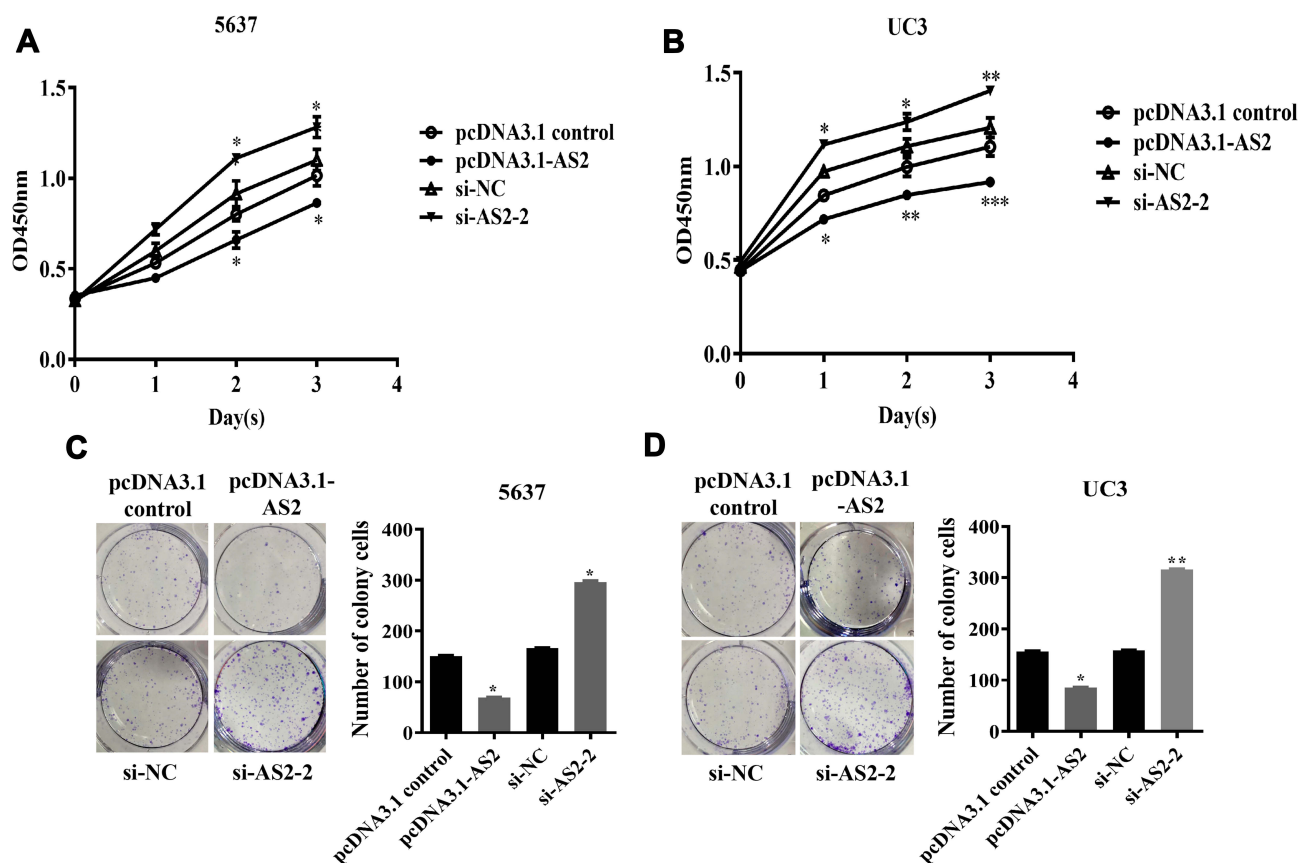 A
5637
1.5
1.0
0.5
0.0
OD450nm
*
*
*
*
0
1
2
3
4
Day(s)
pcDNA3.1 control
pcDNA3.1-AS2
si-NC
si-AS2-2
B
UC3
1.5
1.0
0.5
0.0
OD450nm
*
*
**
*
**
***
0
1
2
3
4
Day(s)
pcDNA3.1 control
pcDNA3.1-AS2
si-NC
si-AS2-2
C
pcDNA3.1
control
pcDNA3.1-
AS2
si-NC
si-AS2-2
5637
Number of colony cells
400
300
200
100
0
*
*
pcDNA3.1 control
pcDNA3.1-AS2
si-NC
si-AS2-2
D
pcDNA3.1
control
pcDNA3.1
-AS2
si-NC
si-AS2-2
UC3
Number of colony cells
400
300
200
100
0
*
**
pcDNA3.1 control
pcDNA3.1-AS2
si-NC
si-AS2-2